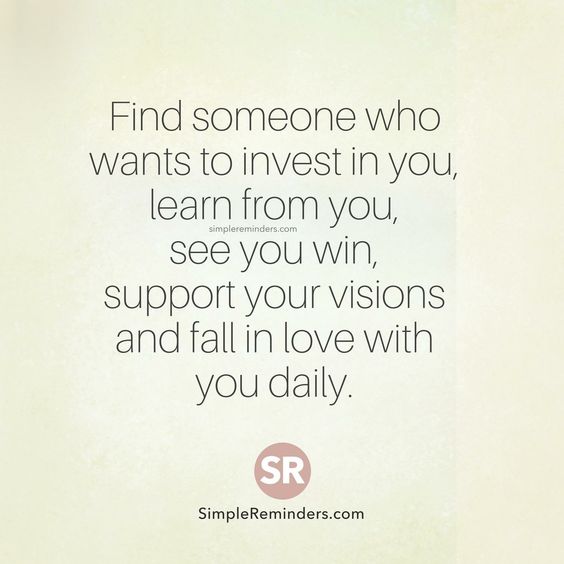 Find someone who
wants to invest in you,
learn from you,
simplereminders.com
see you win,
support your visions
and fall in love with
you daily.
SR
SimpleReminders.com